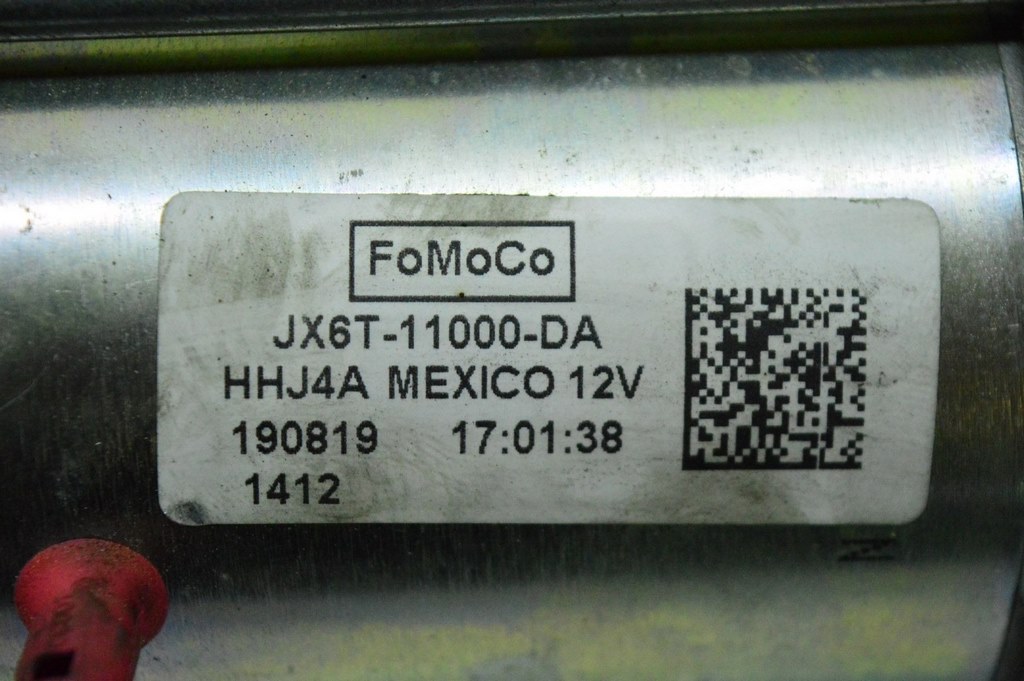 FoMoCo
JX6T-11000-DA
HHJ4A MEXICO 12V
190819 17:01:38
1412